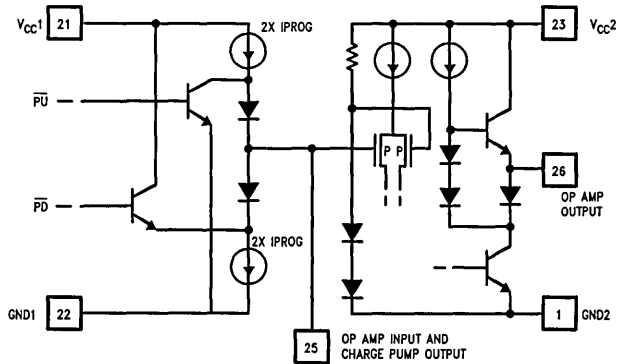 VCC1 21
2X IPROG
23 VCC2
PU
P P
26
OP AMP
OUTPUT
PD
2X IPROG
GND1 22
1 GND2
25
OP AMP INPUT AND
CHARGE PUMP OUTPUT